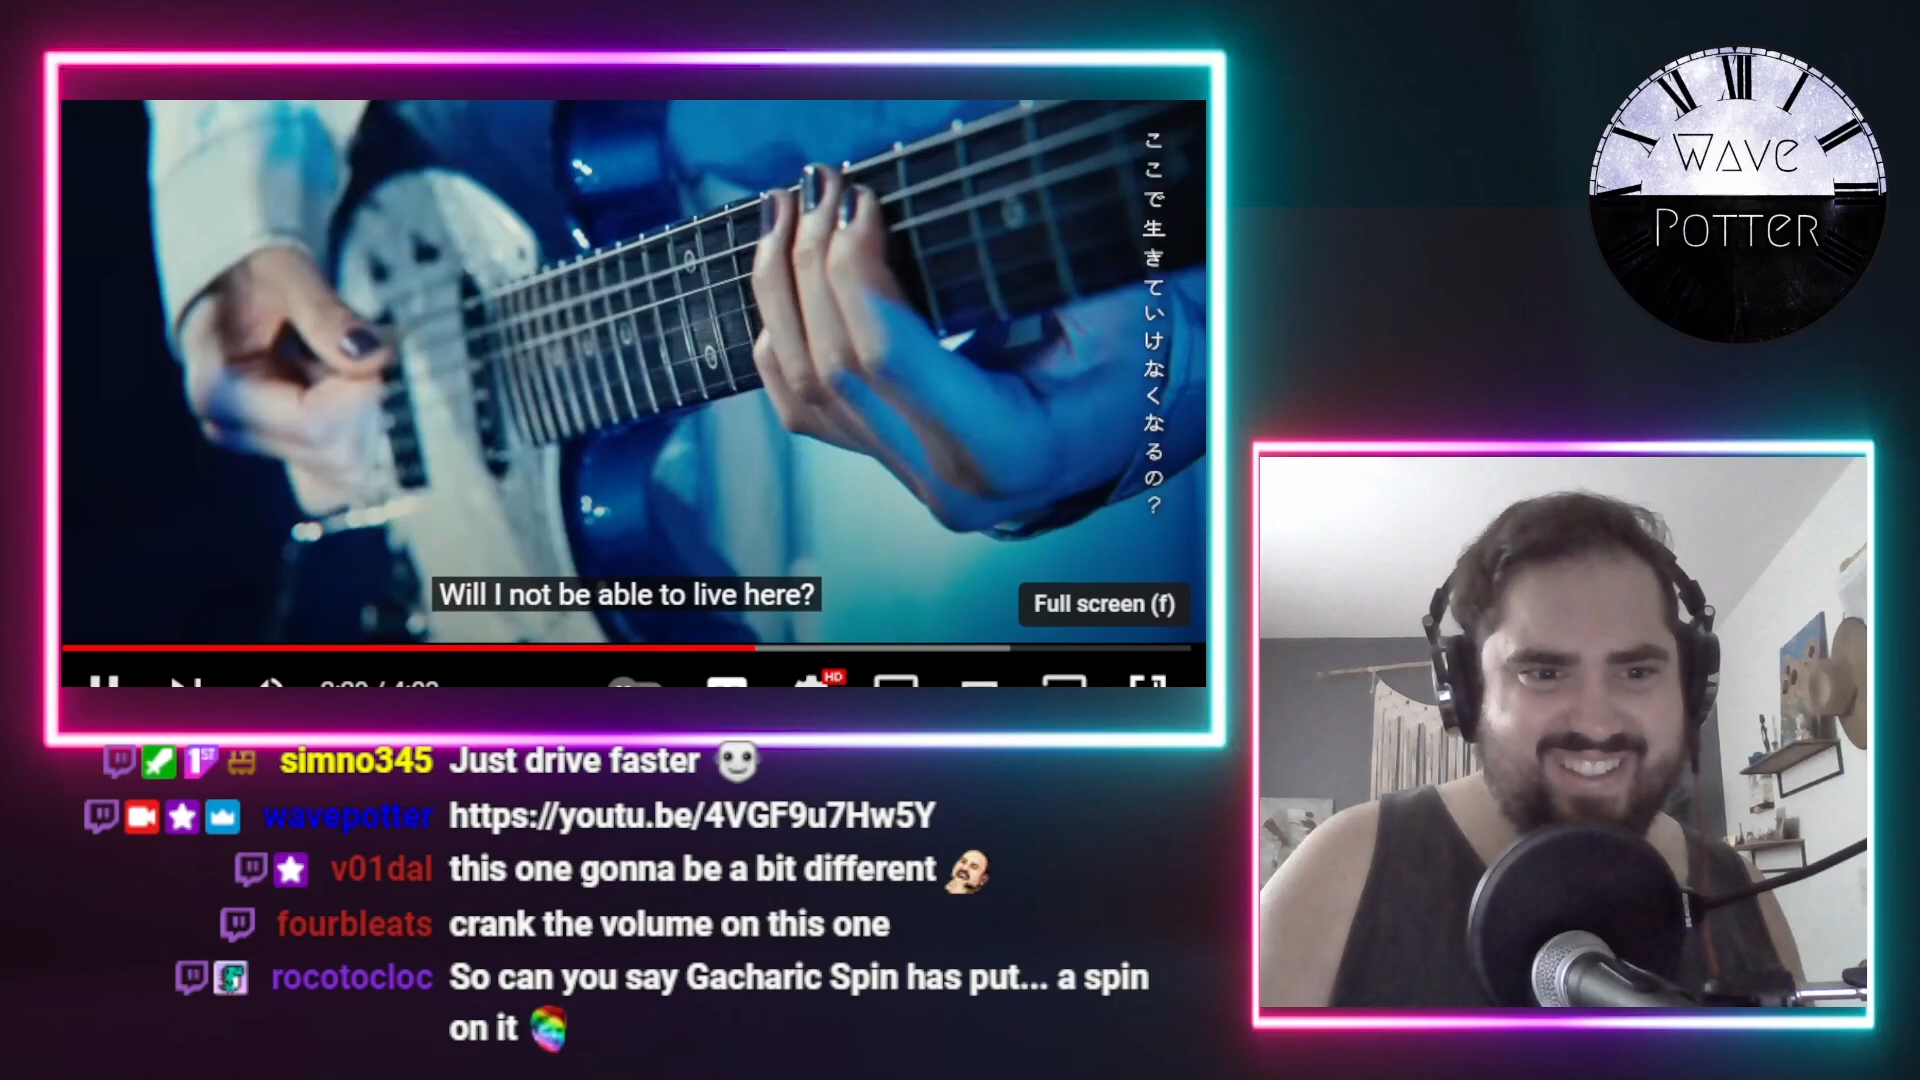 WAVE
POTTER
ここで生きていけなくなるの?
Will I not be able to live here?
Full screen (f)
HD
simno345 Just drive faster
wavepotter https://youtu.be/4VGF9u7Hw5Y
v01dal this one gonna be a bit different
fourbleats crank the volume on this one
rocotocloc So can you say Gacharic Spin has put... a spin
on it